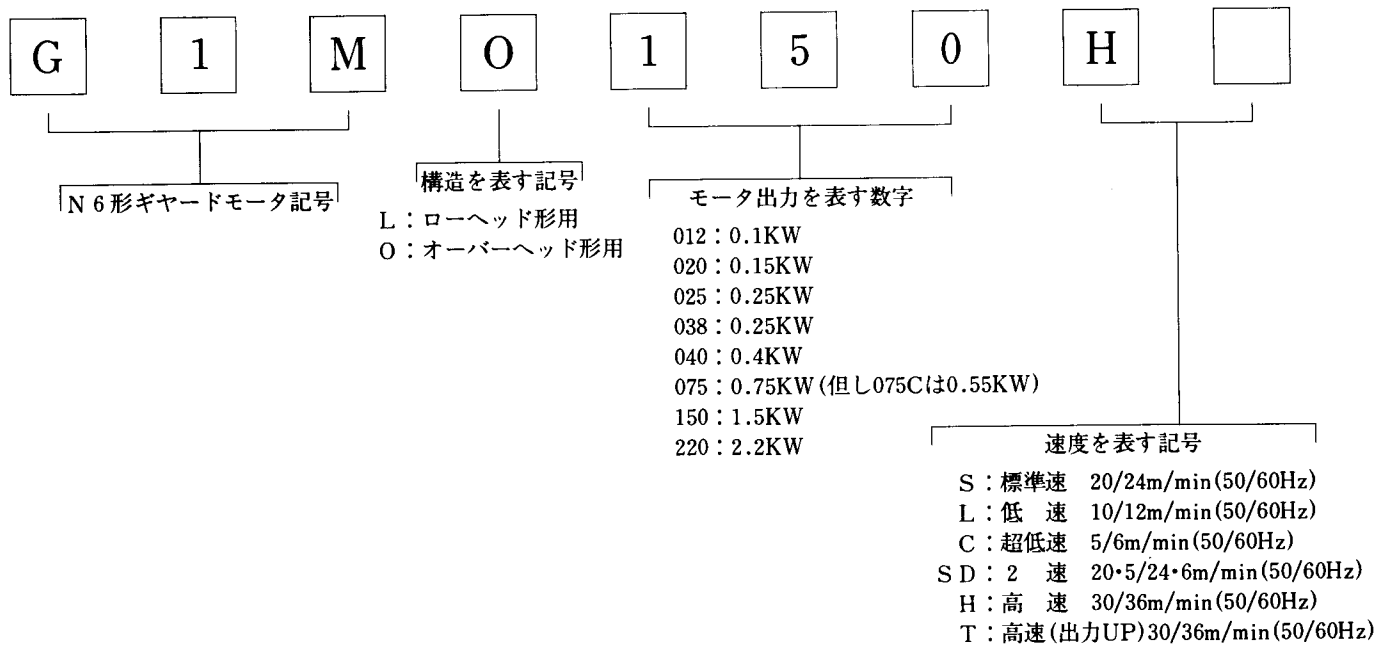 G 1 M O 1 5 0 H
N6形ギヤードモータ記号
構造を表す記号
L：ローヘッド形用
O：オーバーヘッド形用
モータ出力を表す数字
012：0.1KW
020：0.15KW
025：0.25KW
038：0.25KW
040：0.4KW
075：0.75KW(但し075Cは0.55KW)
150：1.5KW
220：2.2KW
速度を表す記号
S：標準速 20/24m/min(50/60Hz)
L：低 速 10/12m/min(50/60Hz)
C：超低速 5/6m/min(50/60Hz)
SD：2 速 20・5/24・6m/min(50/60Hz)
H：高 速 30/36m/min(50/60Hz)
T：高速(出力UP)30/36m/min(50/60Hz)